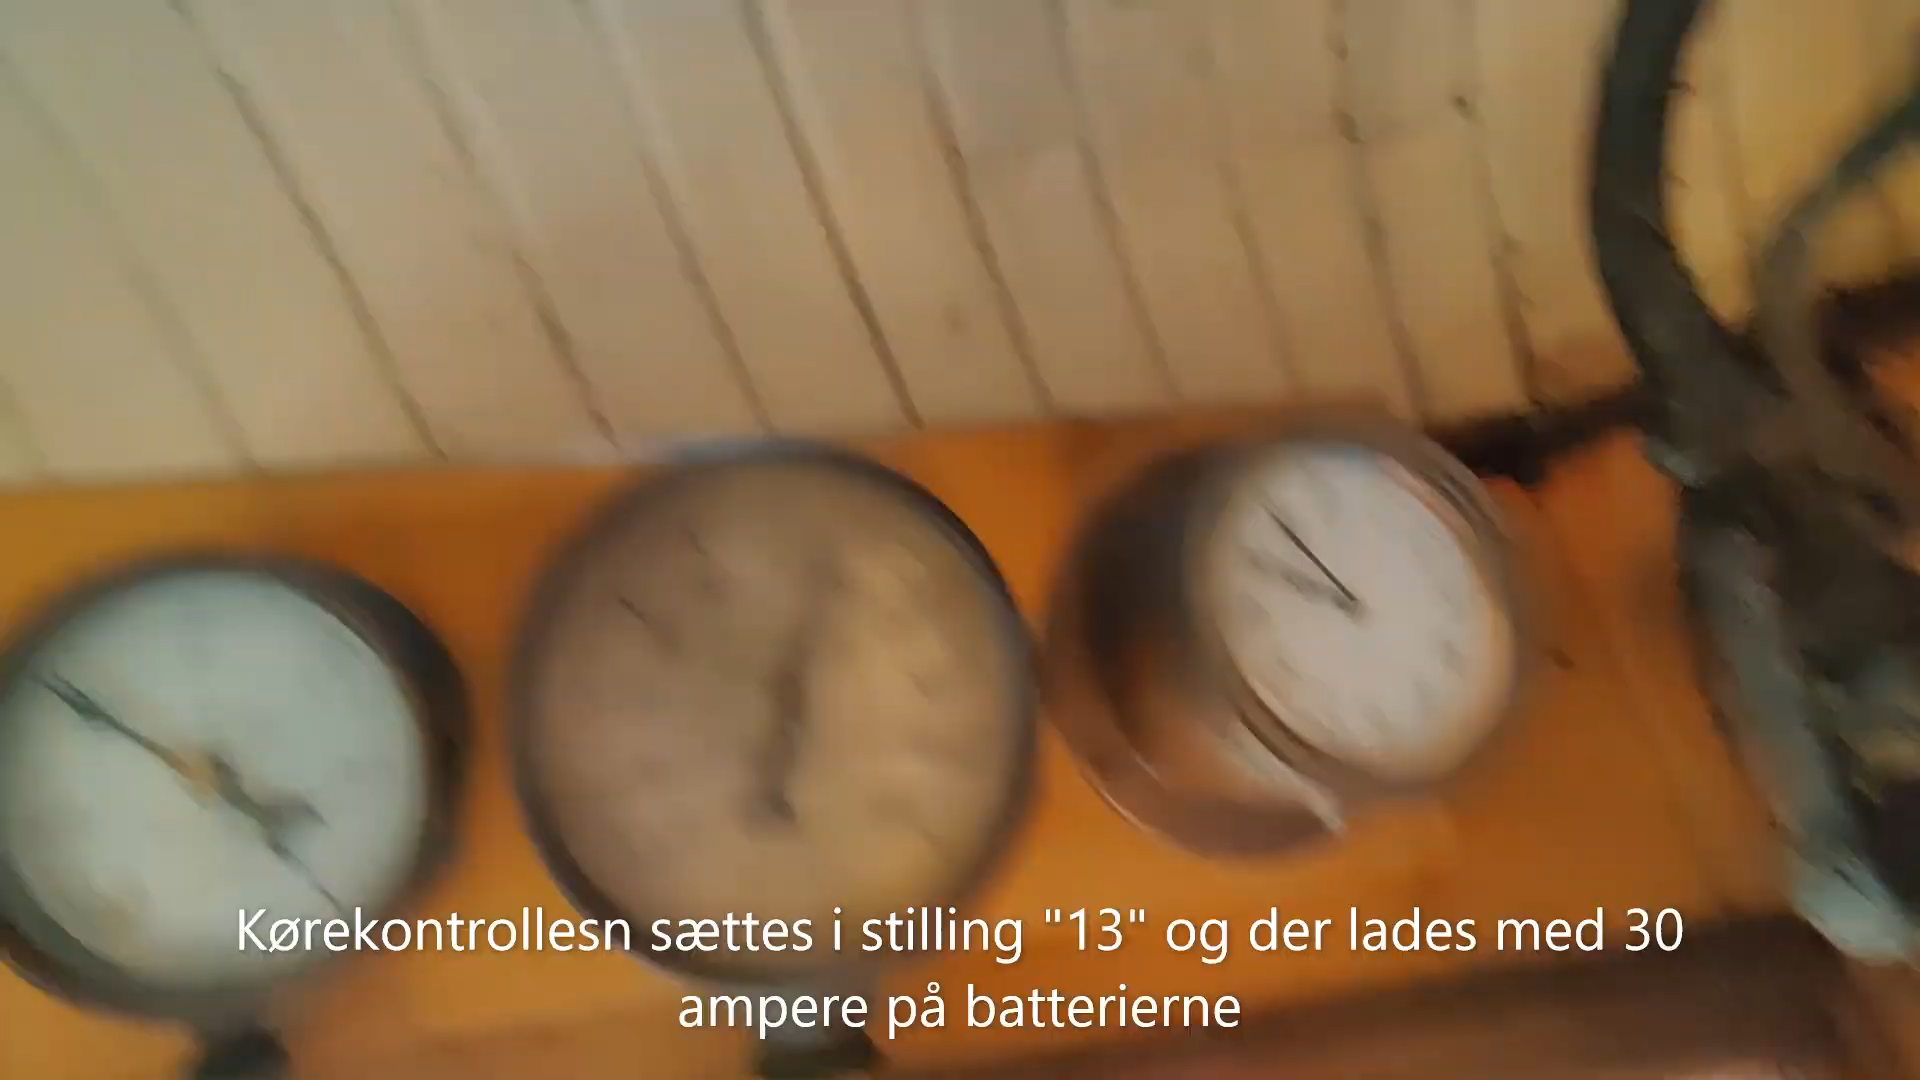 Kørekontrollesn sættes i stilling "13" og der lades med 30
ampere på batterierne